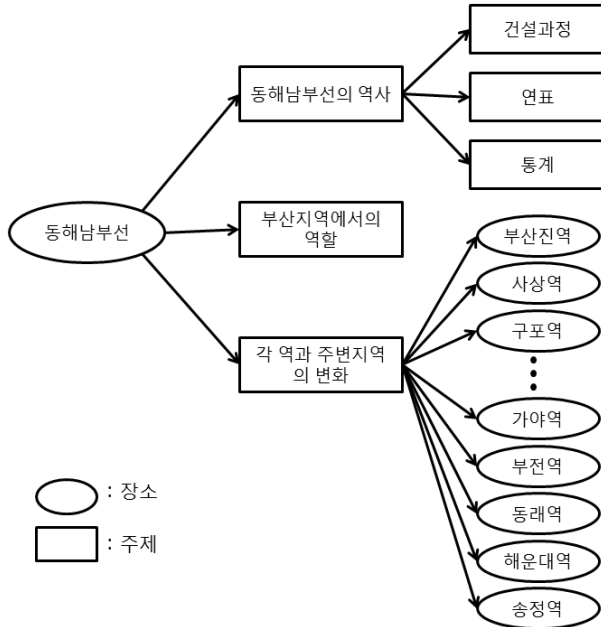 건설과정
동해남부선의 역사
연표
통계
동해남부선
부산지역에서의
역할
부산진역
사상역
구포역
각 역과 주변지역
의 변화
가야역
부전역
동래역
해운대역
송정역
: 장소
: 주제